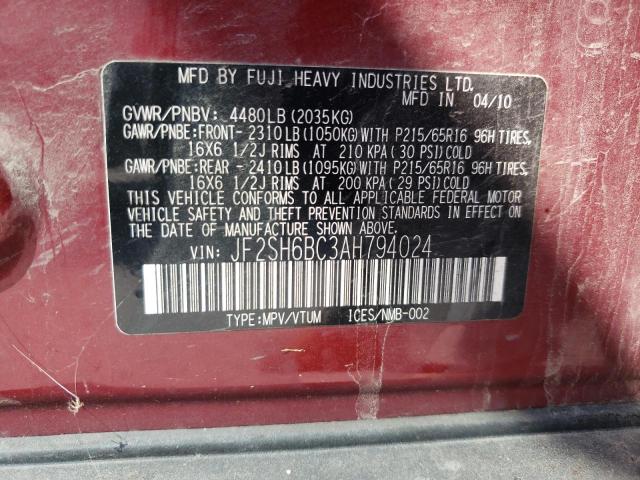 MFD BY FUJI HEAVY INDUSTRIES LTD.
MFD IN 04/10
GVWR/PNBV: 4480LB (2035KG)
GAWR/PNBE:FRONT- 2310LB(1050KG)WITH P215/65R16 96H TIRES,
16X6 1/2J RIMS AT 210 KPA (30 PSI)COLD
GAWR/PNBE:REAR -2410LB(1095KG)WITH P215/65R16 96H TIRES,
16X6 1/2J RIMS AT 200 KPA (29 PSI)COLD
THIS VEHICLE CONFORMS TO ALL APPLICABLE FEDERAL MOTOR
VEHICLE SAFETY AND THEFT PREVENTION STANDARDS IN EFFECT ON
THE DATE OF MANUFACTURE SHOWN ABOVE.
VIN: JF2SH6BC3AH794024
TYPE:MPV/VTUM ICES/NMB-002